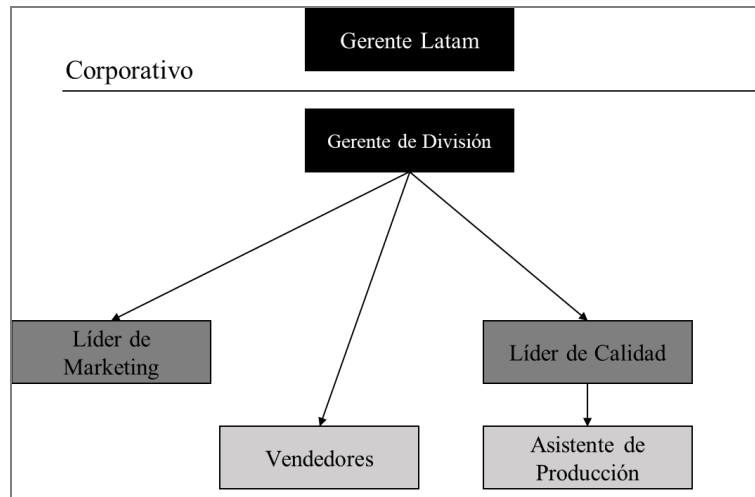 Gerente Latam
Corporativo
Gerente de División
Líder de
Marketing
Líder de Calidad
Vendedores
Asistente de
Producción